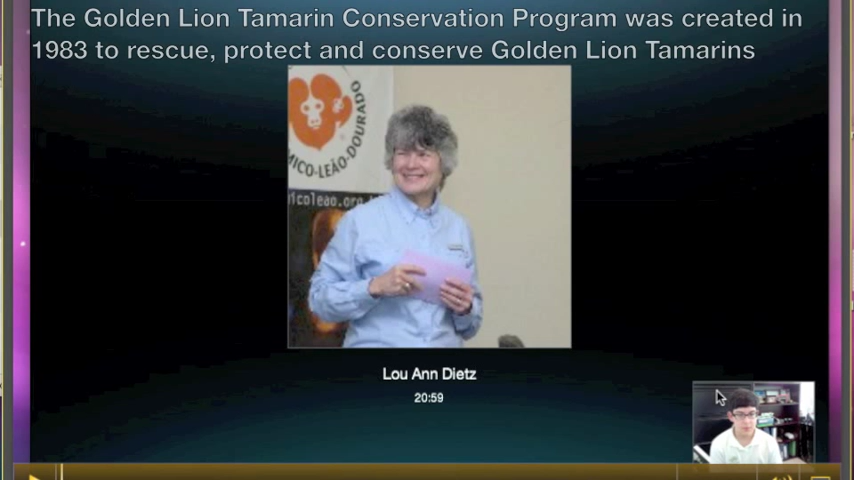 The Golden Lion Tamarin Conservation Program was created in
1983 to rescue, protect and conserve Golden Lion Tamarins
MICO-LEÃO-DOURADO
micoleao.org
Lou Ann Dietz
20:59